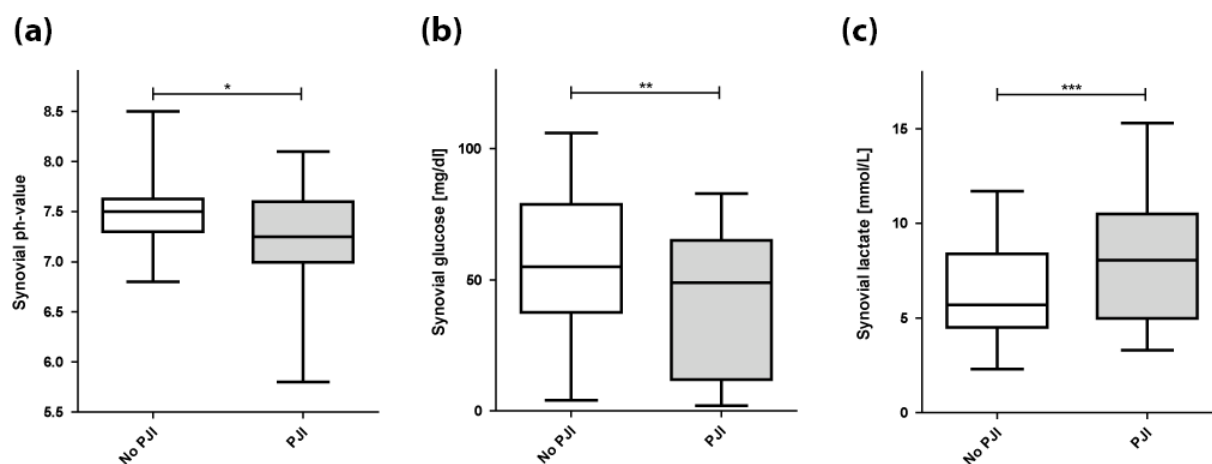 (a)
*
8.5
8.0
7.5
7.0
6.5
6.0
5.5
Synovial ph-value
No PJI
PJI
(b)
**
100
50
0
Synovial glucose [mg/dl]
No PJI
PJI
(c)
***
15
10
5
0
Synovial lactate [mmol/L]
No PJI
PJI